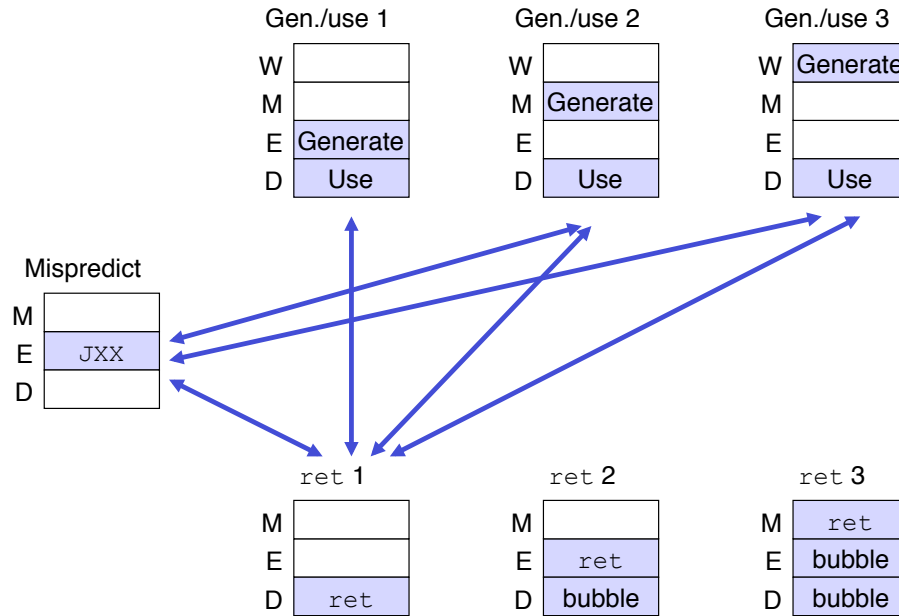 Gen./use 1 Gen./use 2 Gen./use 3
W W W Generate
M M Generate M
E Generate E E
D Use D Use D Use
Mispredict
M
E JXX
D
ret 1 ret 2 ret 3
M M M ret
E E ret E bubble
D ret D bubble D bubble